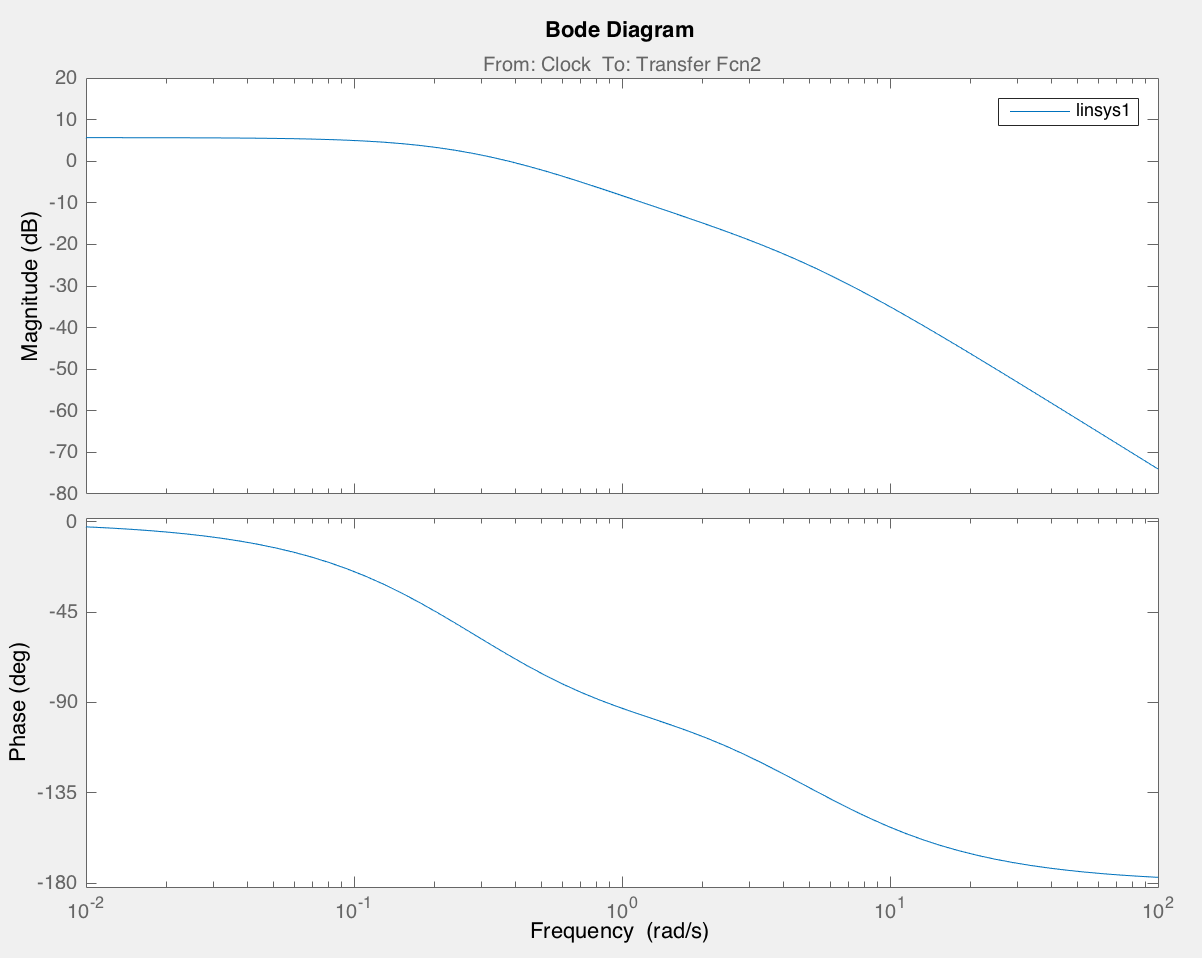 Bode Diagram
From: Clock  To: Transfer Fcn2
linsys1
Magnitude (dB)
20
10
0
-10
-20
-30
-40
-50
-60
-70
-80
Phase (deg)
0
-45
-90
-135
-180
10^-2 10^-1 10^0 10^1 10^2
Frequency  (rad/s)